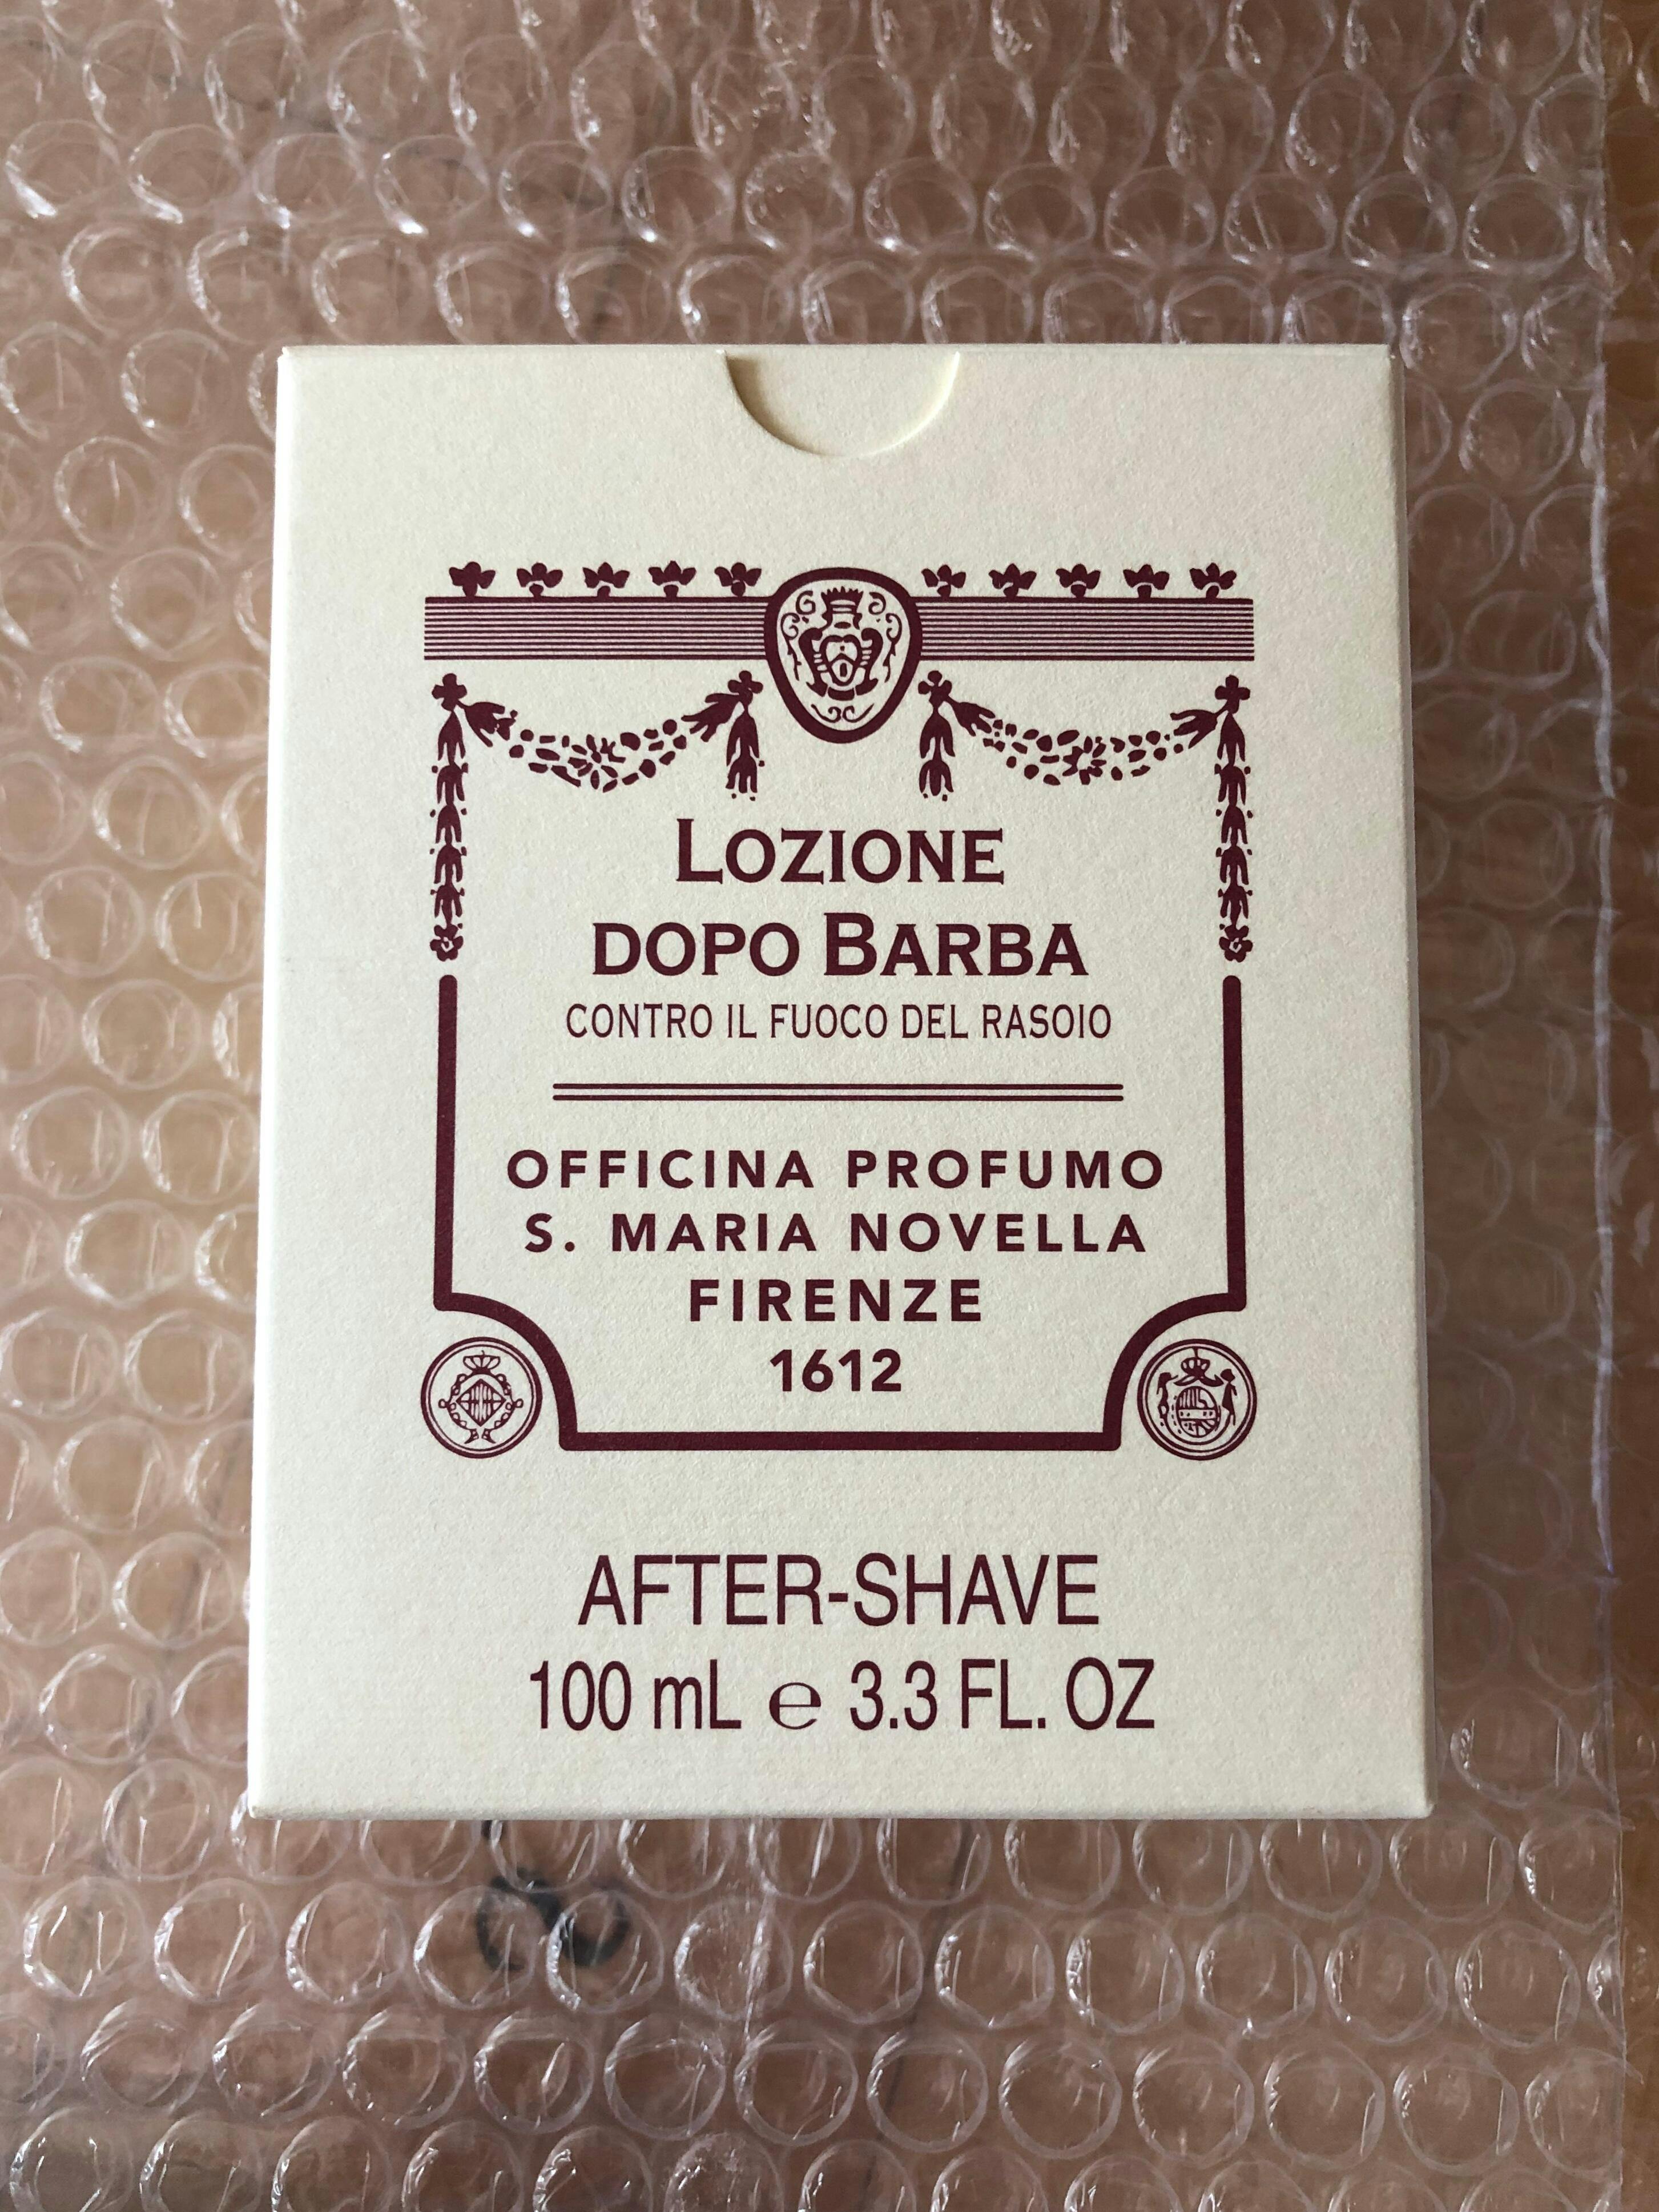 LOZIONE
DOPO BARBA
CONTRO IL FUOCO DEL RASOIO
OFFICINA PROFUMO
S. MARIA NOVELLA
FIRENZE
1612
AFTER-SHAVE
100 mL ℮ 3.3 FL. OZ